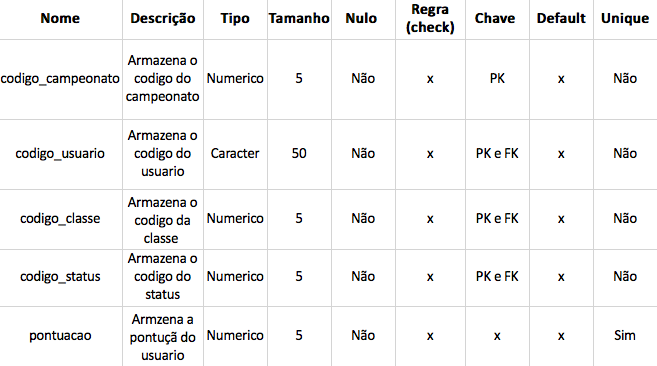 Nome Descrição Tipo Tamanho Nulo Regra (check) Chave Default Unique
codigo_campeonato Armazena o codigo do campeonato Numerico 5 Não x PK x Não
codigo_usuario Armazena o codigo do usuario Caracter 50 Não x PK e FK x Não
codigo_classe Armazena o codigo da classe Numerico 5 Não x PK e FK x Não
codigo_status Armazena o codigo do status Numerico 5 Não x PK e FK x Não
pontuacao Armzena a pontuçã do usuario Numerico 5 Não x x x Sim